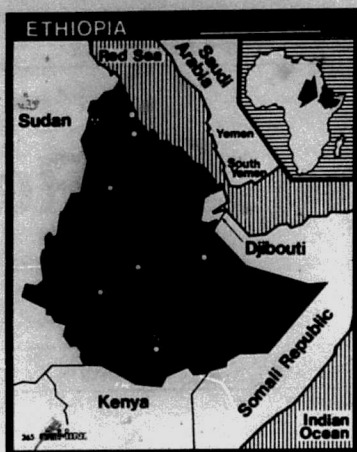 ETHIOPIA
Red Sea
Saudi
Arabia
Sudan
Yemen
South
Yemen
Djibouti
Somali Republic
Kenya
Indian
Ocean